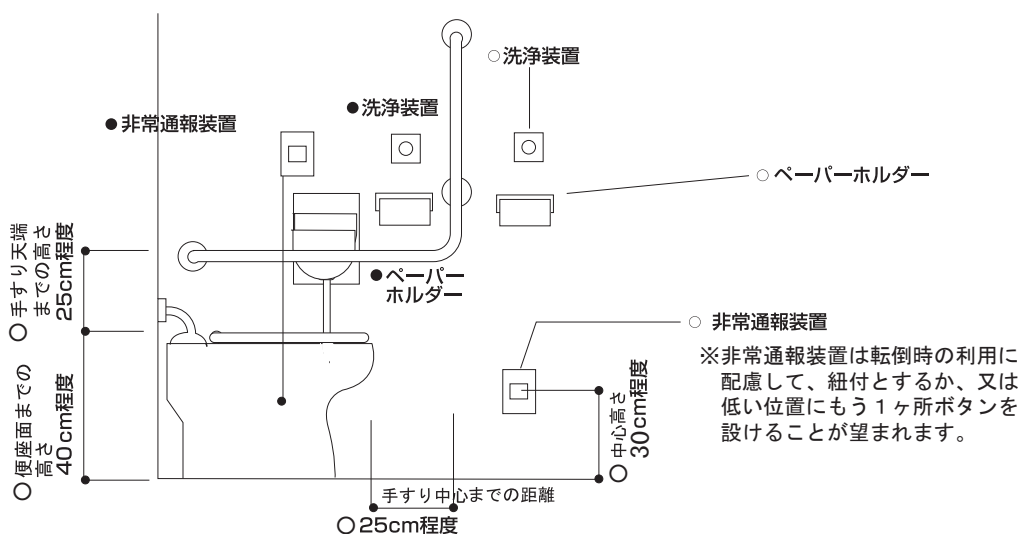 ○洗浄装置
●洗浄装置
●非常通報装置
○ペーパーホルダー
○手すり天端
までの高さ
25cm程度
●ペーパー
ホルダー
○ 非常通報装置
※非常通報装置は転倒時の利用に
配慮して、紐付とするか、又は
低い位置にもう1ヶ所ボタンを
設けることが望まれます。
○便座面までの
高さ
40cm程度
○中心高さ
30cm程度
手すり中心までの距離
○25cm程度